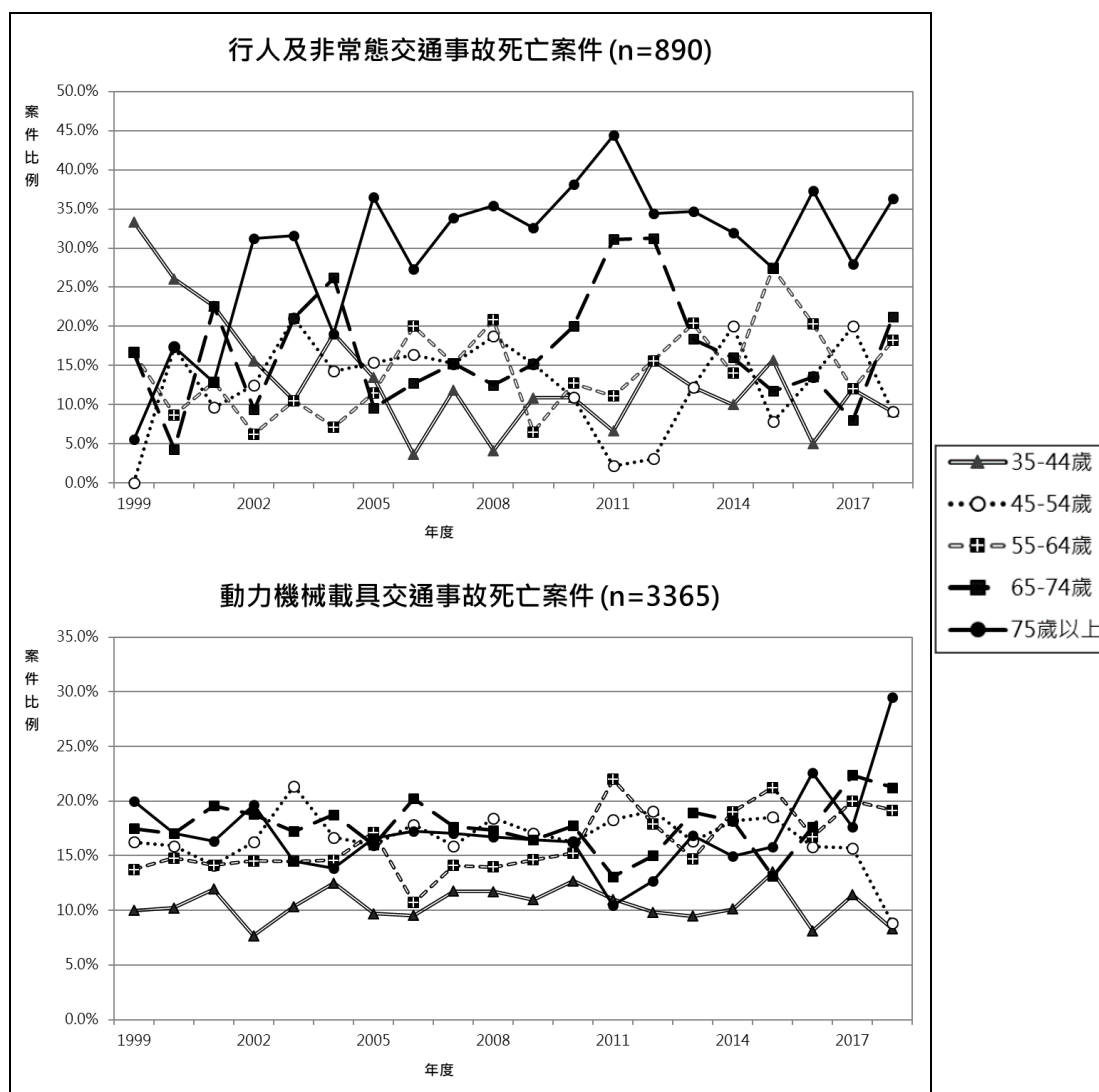 行人及非常態交通事故死亡案件 (n=890)
案件比例
50.0%
45.0%
40.0%
35.0%
30.0%
25.0%
20.0%
15.0%
10.0%
5.0%
0.0%
1999 2002 2005 2008 2011 2014 2017
年度
動力機械載具交通事故死亡案件 (n=3365)
案件比例
35.0%
30.0%
25.0%
20.0%
15.0%
10.0%
5.0%
0.0%
1999 2002 2005 2008 2011 2014 2017
年度
35-44歲
45-54歲
55-64歲
65-74歲
75歲以上